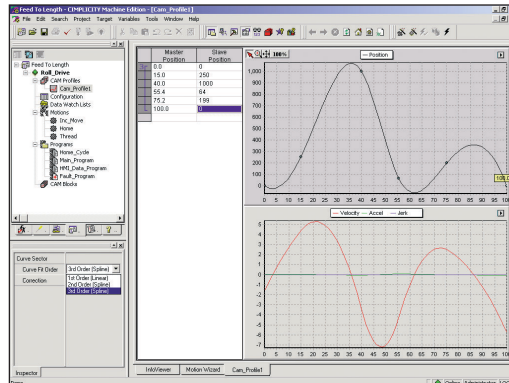 Feed To Length - CIMPLICITY Machine Edition - [Cam_Profile1]
File Edit Search Project Target Variables Tools Window Help
Feed To Length
Roll_Drive
CAM Profiles
Cam_Profile1
Configuration
Data Watch Lists
Motions
Inc_Move
Home
Thread
Programs
Home_Cycle
Main_Program
HMI_Data_Program
Fault_Program
CAM Blocks
Curve Sector
Curve Fit Order
3rd Order (Spline)
1st Order (Linear)
2nd Order (Spline)
3rd Order (Spline)
Correction
Inspector
Master Position Slave Position
0.0 0
15.0 250
40.0 1000
55.4 64
75.2 199
100.0 0
100%
Position
1,000
900
800
700
600
500
400
300
200
100
0
0 5 10 15 20 25 30 35 40 45 50 55 60 65 70 75 80 85 90 95 100
Velocity Accel Jerk
5
4
3
2
1
0
-1
-2
-3
-4
-5
-6
-7
0 5 10 15 20 25 30 35 40 45 50 55 60 65 70 75 80 85 90 95 100
InfoViewer Motion Wizard Cam_Profile1